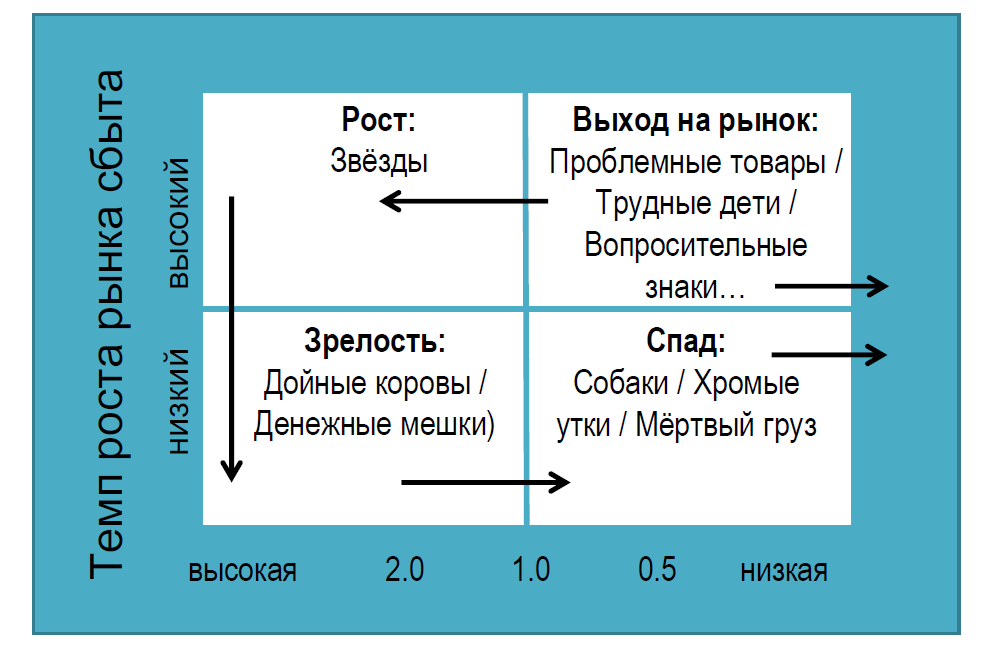 Темп роста рынка сбыта
высокий
низкий
Рост:
Звёзды
Выход на рынок:
Проблемные товары /
Трудные дети /
Вопросительные
знаки…
Зрелость:
Дойные коровы /
Денежные мешки)
Спад:
Собаки / Хромые
утки / Мёртвый груз
высокая 2.0 1.0 0.5 низкая